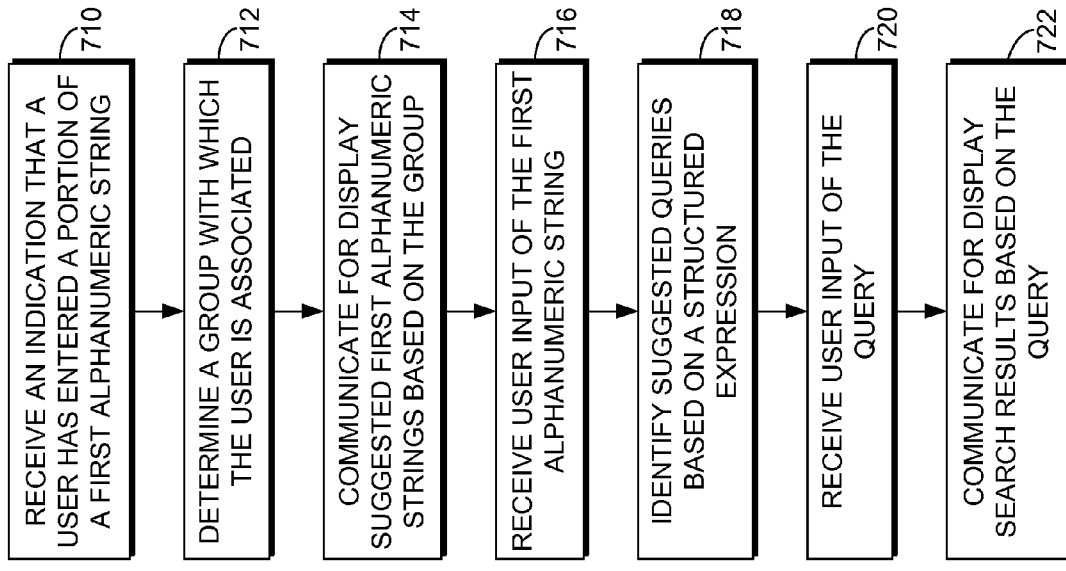 RECEIVE AN INDICATION THAT A
USER HAS ENTERED A PORTION OF
A FIRST ALPHANUMERIC STRING
710
DETERMINE A GROUP WITH WHICH
THE USER IS ASSOCIATED
712
COMMUNICATE FOR DISPLAY
SUGGESTED FIRST ALPHANUMERIC
STRINGS BASED ON THE GROUP
714
RECEIVE USER INPUT OF THE FIRST
ALPHANUMERIC STRING
716
IDENTIFY SUGGESTED QUERIES
BASED ON A STRUCTURED
EXPRESSION
718
RECEIVE USER INPUT OF THE
QUERY
720
COMMUNICATE FOR DISPLAY
SEARCH RESULTS BASED ON THE
QUERY
722